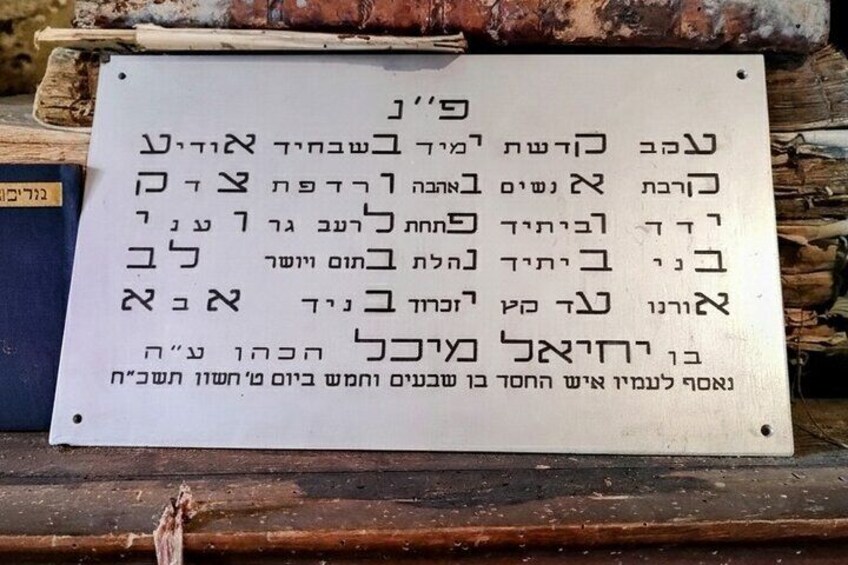 פ''נ
עקב קדשת ימיך בשבחיך אודיע
קרבת אנשים באהבה ורדפת צדק
ידך וביתיך פתחת לרעב גר ועני
בני ביתיך נהלת בתום ויושר לב
אורנו עד קץ יזכרוך בניך אבא
בן יחיאל מיכל הכהן ע"ה
נאסף לעמיו איש החסד בן שבעים וחמש ביום ט' חשון תשכ"ח